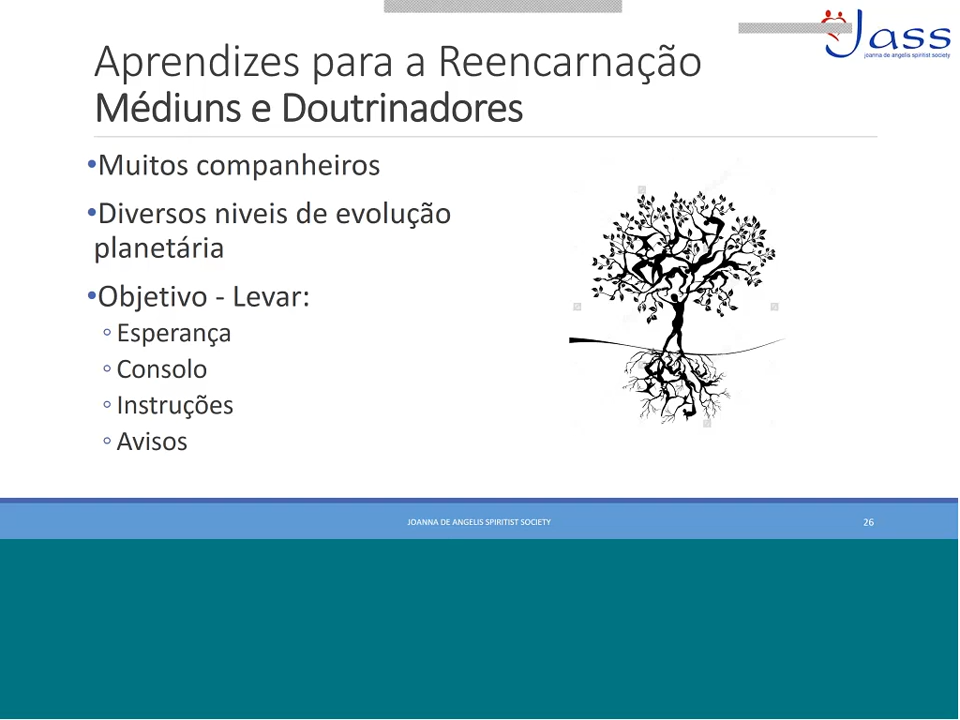 Jass
joanna de angelis spiritist society
Aprendizes para a Reencarnação
Médiuns e Doutrinadores
•Muitos companheiros
•Diversos niveis de evolução
planetária
•Objetivo - Levar:
◦Esperança
◦Consolo
◦Instruções
◦Avisos
JOANNA DE ANGELIS SPIRITIST SOCIETY
26